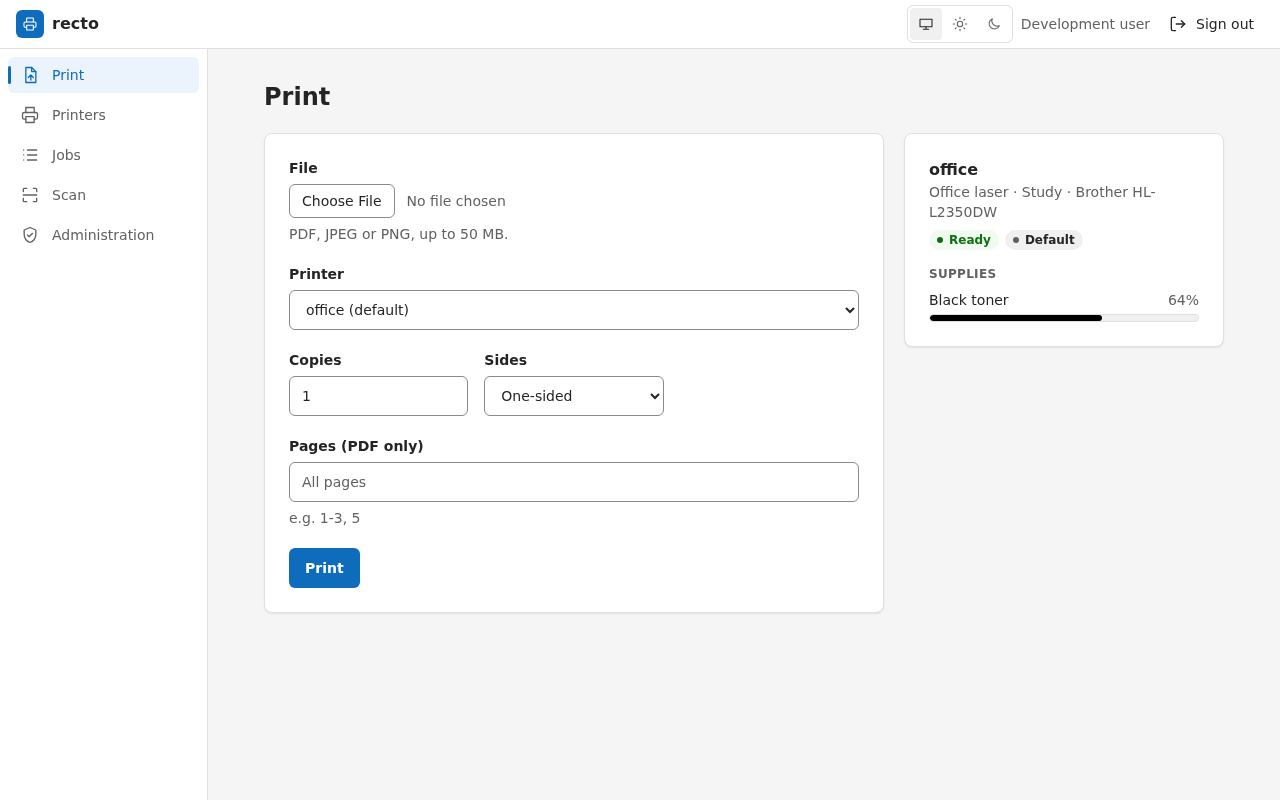 recto
Development user
Sign out
Print
Printers
Jobs
Scan
Administration
Print
File
Choose File No file chosen
PDF, JPEG or PNG, up to 50 MB.
Printer
office (default)
Copies
Sides
1
One-sided
Pages (PDF only)
All pages
e.g. 1-3, 5
Print
office
Office laser · Study · Brother HL-
L2350DW
Ready
Default
SUPPLIES
Black toner 64%